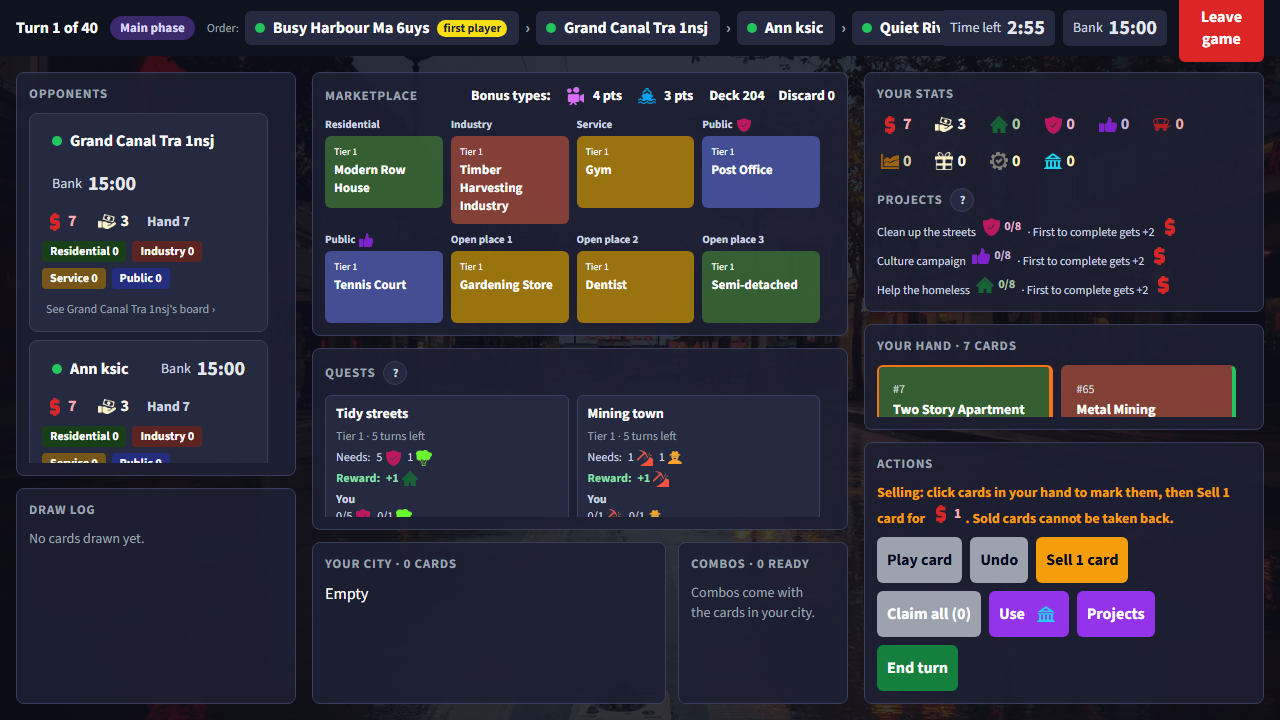 Turn 1 of 40
Main phase
Order:
Busy Harbour Ma 6uys
first player
›
Grand Canal Tra 1nsj
›
Ann ksic
›
Quiet Riv
Time left 2:55
Bank 15:00
Leave game
OPPONENTS
Grand Canal Tra 1nsj
Bank 15:00
7 3 Hand 7
Residential 0 Industry 0
Service 0 Public 0
See Grand Canal Tra 1nsj's board ›
Ann ksic Bank 15:00
7 3 Hand 7
Residential 0 Industry 0
Service 0 Public 0
DRAW LOG
No cards drawn yet.
MARKETPLACE
Bonus types: 4 pts 3 pts Deck 204 Discard 0
Residential
Tier 1
Modern Row House
Industry
Tier 1
Timber Harvesting Industry
Service
Tier 1
Gym
Public
Tier 1
Post Office
Public
Tier 1
Tennis Court
Open place 1
Tier 1
Gardening Store
Open place 2
Tier 1
Dentist
Open place 3
Tier 1
Semi-detached
QUESTS ?
Tidy streets
Tier 1 · 5 turns left
Needs: 5 1
Reward: +1
You
0/5 0/1
Mining town
Tier 1 · 5 turns left
Needs: 1 1
Reward: +1
You
0/1 0/1
YOUR CITY · 0 CARDS
Empty
COMBOS · 0 READY
Combos come with
the cards in your city.
YOUR STATS
7 3 0 0 0 0
0 0 0 0
PROJECTS ?
Clean up the streets 0/8 · First to complete gets +2
Culture campaign 0/8 · First to complete gets +2
Help the homeless 0/8 · First to complete gets +2
YOUR HAND · 7 CARDS
#7
Two Story Apartment
#65
Metal Mining
ACTIONS
Selling: click cards in your hand to mark them, then Sell 1
card for 1 . Sold cards cannot be taken back.
Play card
Undo
Sell 1 card
Claim all (0)
Use
Projects
End turn